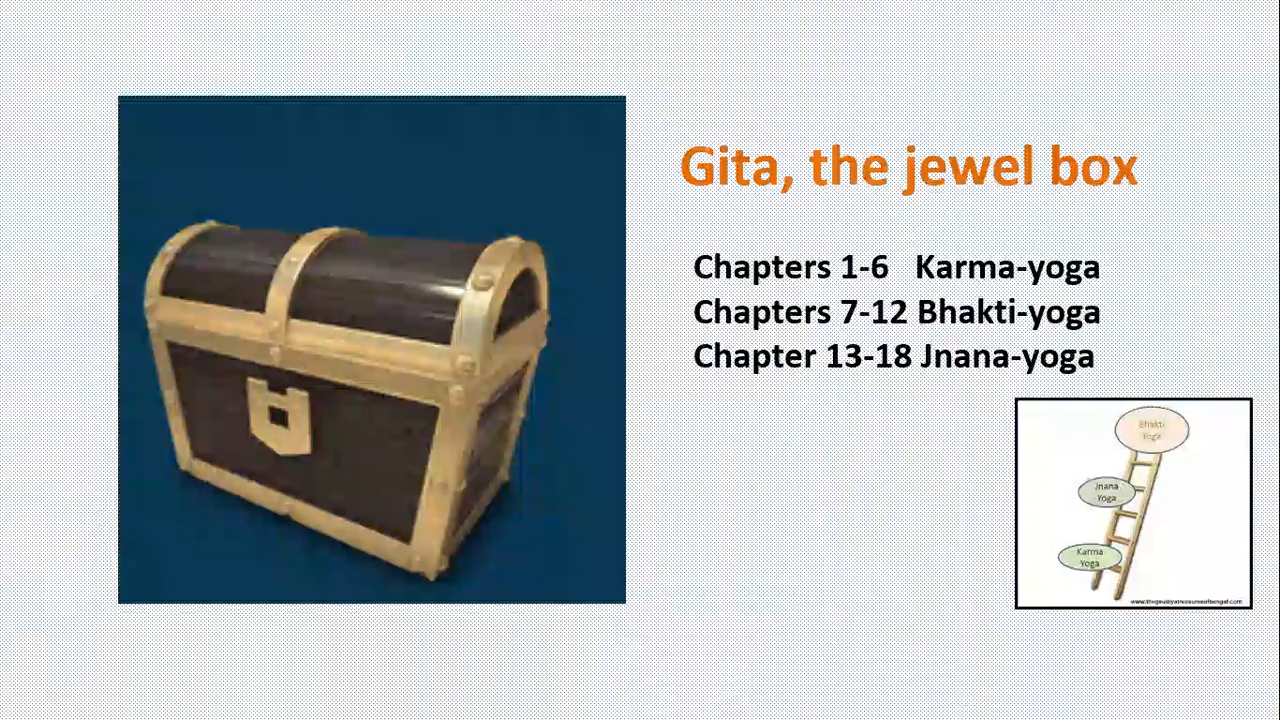 Gita, the jewel box
Chapters 1-6 Karma-yoga
Chapters 7-12 Bhakti-yoga
Chapter 13-18 Jnana-yoga
Bhakti
Yoga
Jnana
Yoga
Karma
Yoga